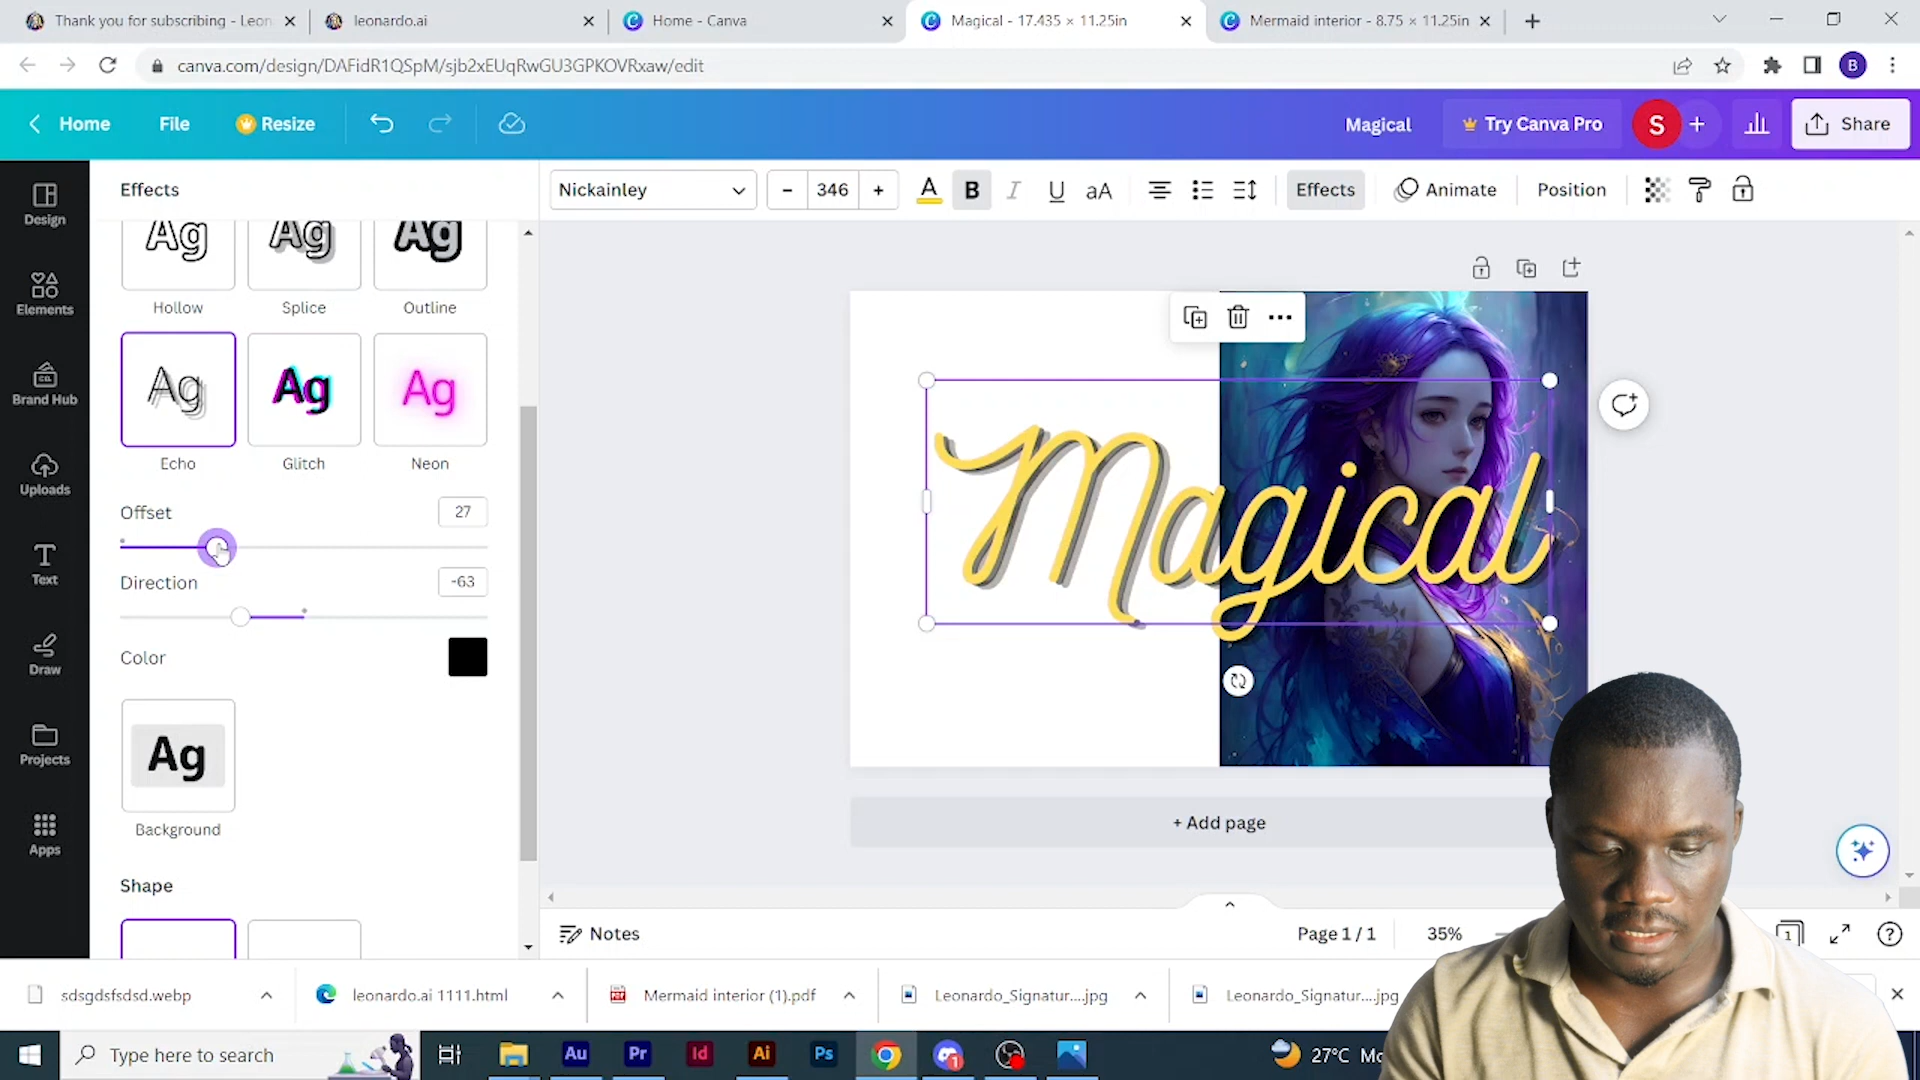 Thank you for subscribing - Leon
leonardo.ai
Home - Canva
Magical - 17.435 × 11.25in
Mermaid interior - 8.75 × 11.25in
canva.com/design/DAFidR1QSpM/sjb2xEUqRwGU3GPKOVRxaw/edit
B
Home
File
Resize
Magical
Try Canva Pro
S
Share
Design
Elements
Brand Hub
Uploads
Text
Draw
Projects
Apps
Effects
Nickainley
346
A
B
I
U
aA
Effects
Animate
Position
Ag
Ag
Ag
Hollow
Splice
Outline
Ag
Ag
Ag
Echo
Glitch
Neon
Offset
27
Direction
-63
Color
Ag
Background
Shape
Magical
+ Add page
Notes
Page 1 / 1
35%
1
sdsgdsfsdsd.webp
leonardo.ai 1111.html
Mermaid interior (1).pdf
Leonardo_Signatur....jpg
Leonardo_Signatur....jpg
Type here to search
Au
Pr
Id
Ai
Ps
1
27°C